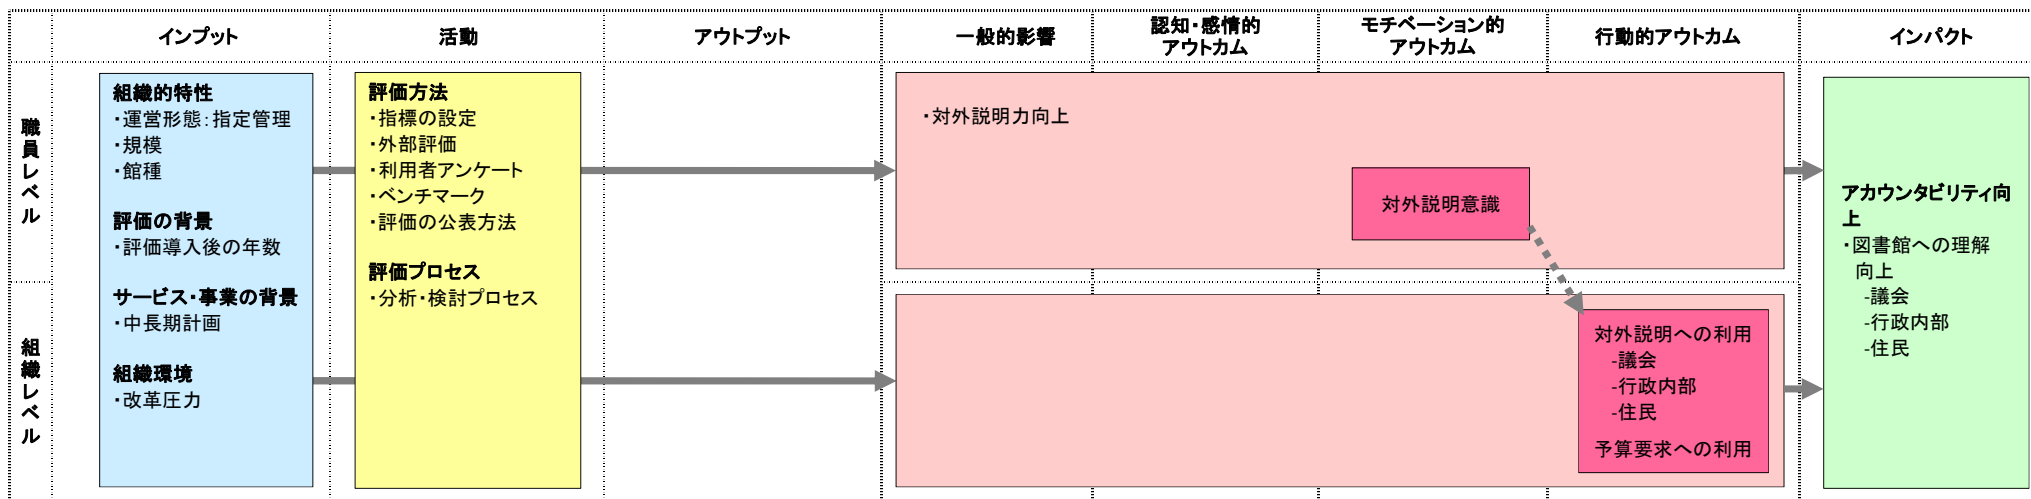 インプット
活動
アウトプット
一般的影響
認知・感情的
アウトカム
モチベーション的
アウトカム
行動的アウトカム
インパクト
職員レベル
組織レベル
組織的特性
・運営形態：指定管理
・規模
・館種
評価の背景
・評価導入後の年数
サービス・事業の背景
・中長期計画
組織環境
・改革圧力
評価方法
・指標の設定
・外部評価
・利用者アンケート
・ベンチマーク
・評価の公表方法
評価プロセス
・分析・検討プロセス
・対外説明力向上
対外説明意識
対外説明への利用
-議会
-行政内部
-住民
予算要求への利用
アカウンタビリティ向
上
・図書館への理解
向上
-議会
-行政内部
-住民